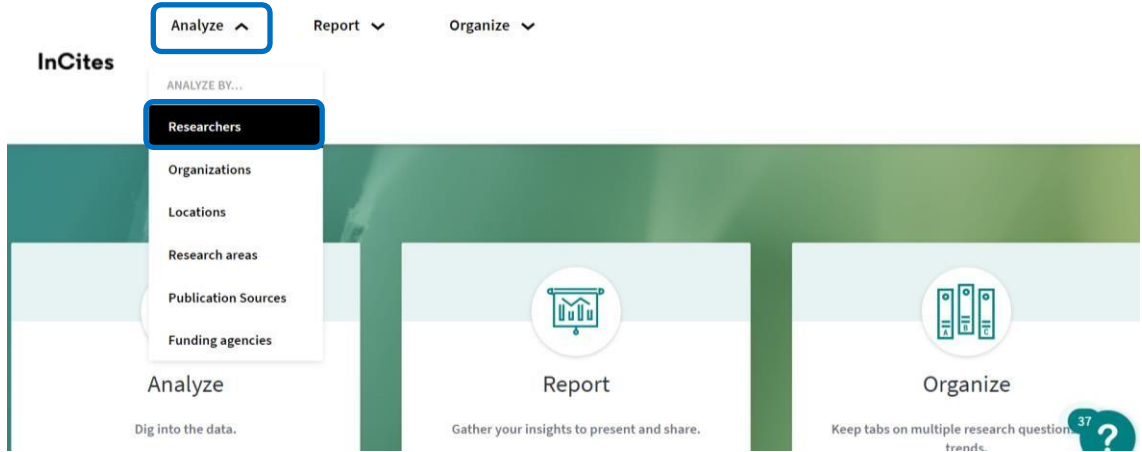 Analyze Report Organize
InCites
ANALYZE BY...
Researchers
Organizations
Locations
Research areas
Publication Sources
Funding agencies
Analyze
Dig into the data.
Report
Gather your insights to present and share.
A B C
Organize
Keep tabs on multiple research question
trends.
37
?